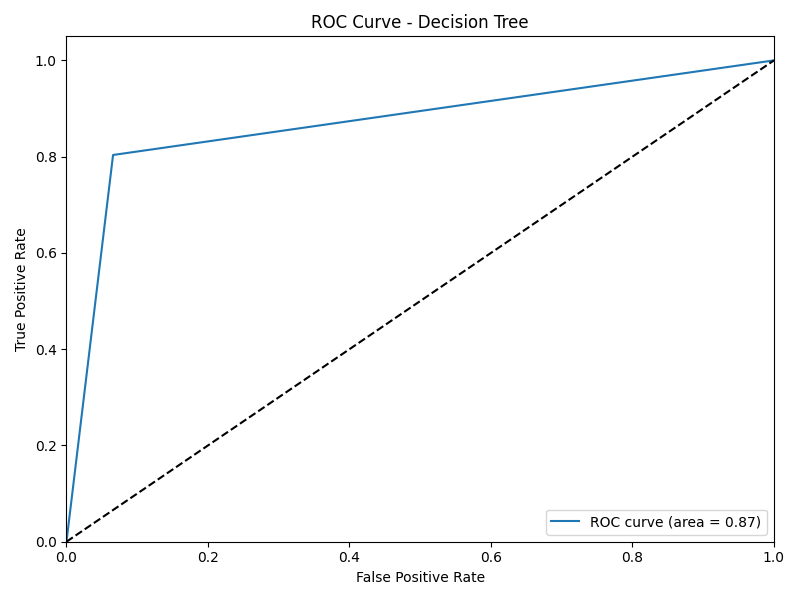 ROC Curve - Decision Tree
1.0
0.8
0.6
0.4
0.2
0.0
True Positive Rate
ROC curve (area = 0.87)
0.0 0.2 0.4 0.6 0.8 1.0
False Positive Rate